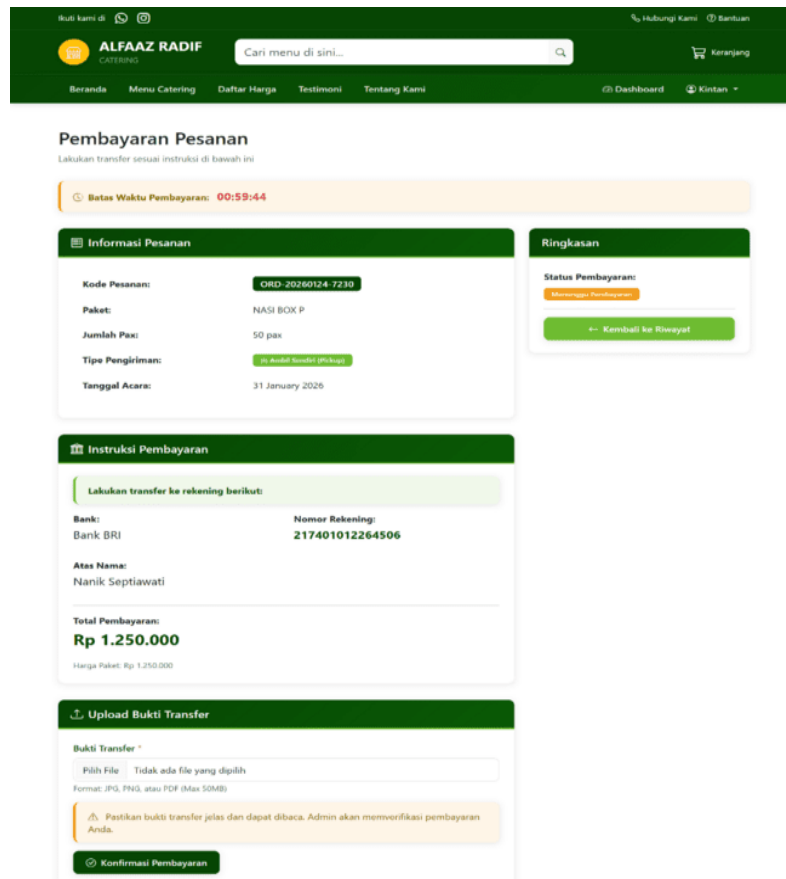 Ikuti kami di
Hubungi Kami Bantuan
ALFAAZ RADIF
CATERING
Cari menu di sini...
Keranjang
Beranda Menu Catering Daftar Harga Testimoni Tentang Kami Dashboard Kintan
Pembayaran Pesanan
Lakukan transfer sesuai instruksi di bawah ini
Batas Waktu Pembayaran: 00:59:44
Informasi Pesanan
Kode Pesanan: ORD-20260124-7230
Paket: NASI BOX P
Jumlah Pax: 50 pax
Tipe Pengiriman: Ambil Sendiri (Pickup)
Tanggal Acara: 31 January 2026
Ringkasan
Status Pembayaran:
Menunggu Pembayaran
← Kembali ke Riwayat
Instruksi Pembayaran
Lakukan transfer ke rekening berikut:
Bank: Nomor Rekening:
Bank BRI 217401012264506
Atas Nama:
Nanik Septiawati
Total Pembayaran:
Rp 1.250.000
Harga Paket: Rp 1.250.000
Upload Bukti Transfer
Bukti Transfer *
Pilih File Tidak ada file yang dipilih
Format: JPG, PNG, atau PDF (Max 50MB)
Pastikan bukti transfer jelas dan dapat dibaca. Admin akan memverifikasi pembayaran
Anda.
Konfirmasi Pembayaran